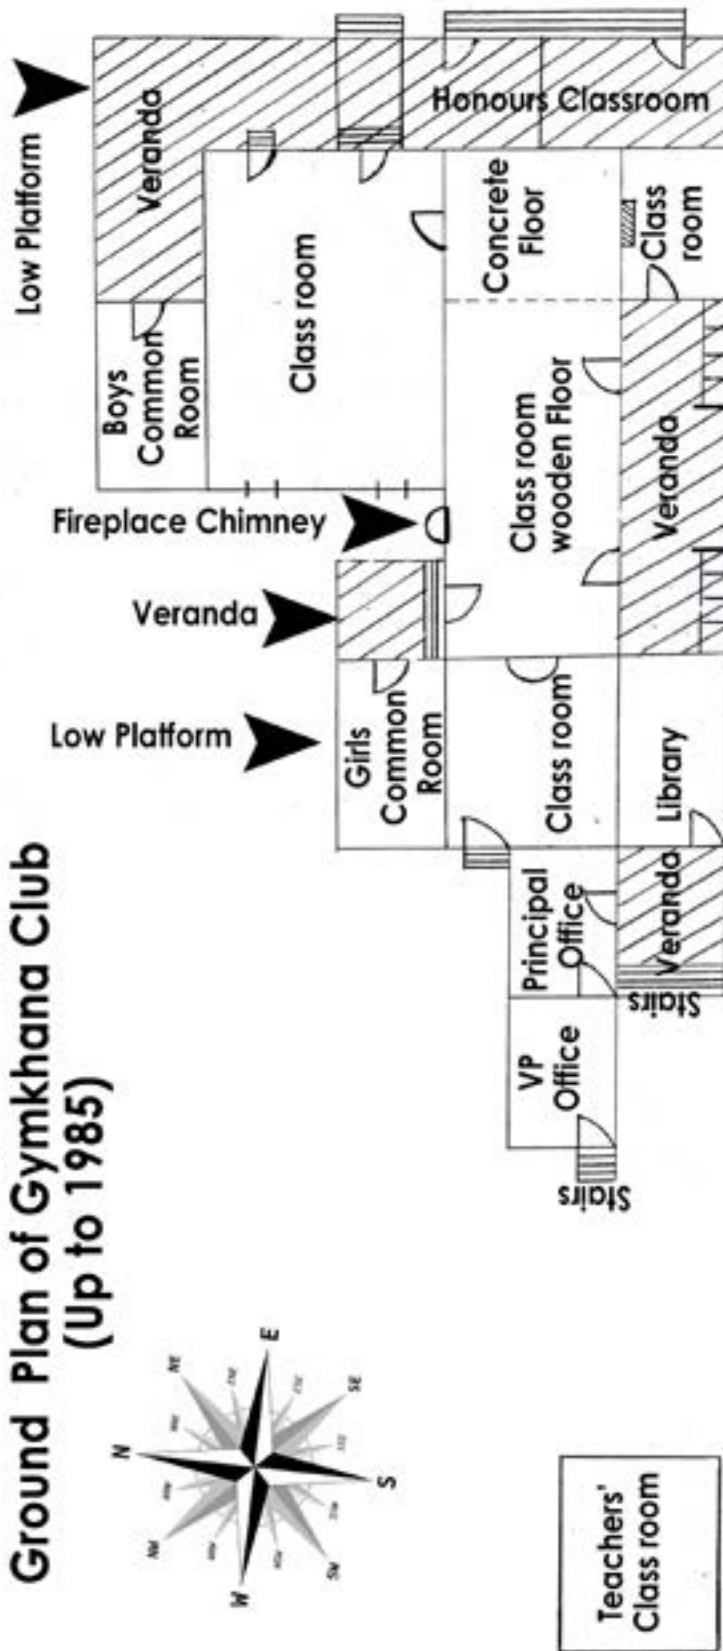 Ground Plan of Gymkhana Club
(Up to 1985)
Low Platform
Veranda
Honours Classroom
Boys
Common
Room
Class room
Concrete
Floor
Class
room
Fireplace Chimney
Class room
wooden Floor
Veranda
Veranda
Low Platform
Girls
Common
Room
Class room
Library
Principal
Office
Veranda
Stairs
VP
Office
Stairs
N
NE
E
SE
S
W
Teachers'
Class room